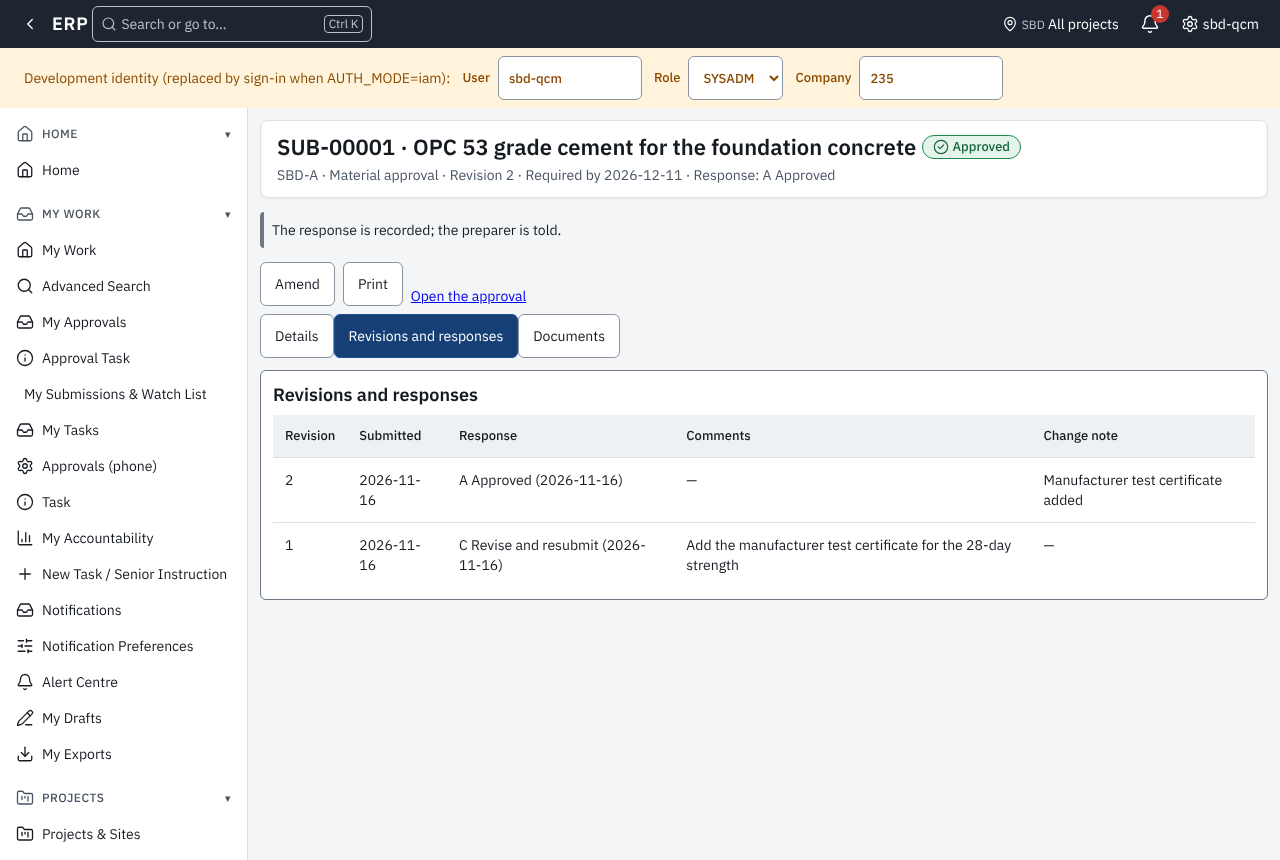 ERP
Search or go to...
Ctrl K
SBD All projects
1
sbd-qcm
Development identity (replaced by sign-in when AUTH_MODE=iam):
User
sbd-qcm
Role
SYSADM
Company
235
HOME
Home
MY WORK
My Work
Advanced Search
My Approvals
Approval Task
My Submissions & Watch List
My Tasks
Approvals (phone)
Task
My Accountability
New Task / Senior Instruction
Notifications
Notification Preferences
Alert Centre
My Drafts
My Exports
PROJECTS
Projects & Sites
SUB-00001 · OPC 53 grade cement for the foundation concrete
Approved
SBD-A · Material approval · Revision 2 · Required by 2026-12-11 · Response: A Approved
The response is recorded; the preparer is told.
Amend
Print
Open the approval
Details
Revisions and responses
Documents
Revisions and responses
Revision
Submitted
Response
Comments
Change note
2
2026-11-
16
A Approved (2026-11-16)
—
Manufacturer test certificate
added
1
2026-11-
16
C Revise and resubmit (2026-
11-16)
Add the manufacturer test certificate for the 28-day
strength
—